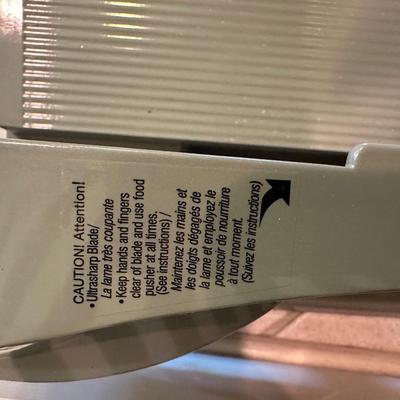 CAUTION! Attention!
• Ultrasharp Blade/
La larne très coupante
• Keep hands and fingers
clear of blade and use food
pusher at all times.
(See instructions) /
Maintenez les mains et
les doigts dégagés de
la larne et employez le
poussoir de nourriture
à tout moment.
(Suivez les instructions)